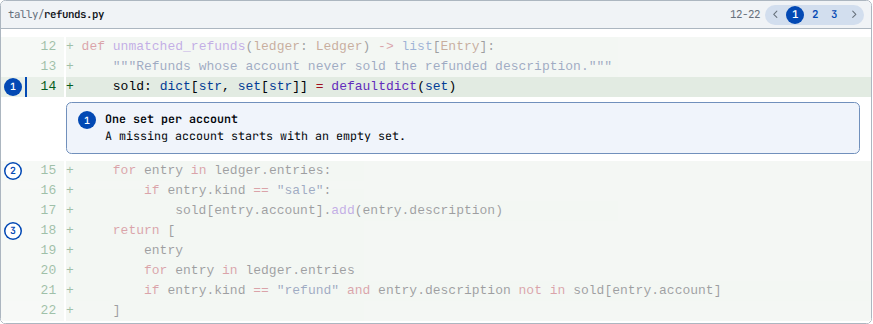 tally/refunds.py 12-22 1 2 3
12 + def unmatched_refunds(ledger: Ledger) -> list[Entry]:
13 +     """Refunds whose account never sold the refunded description."""
1 14 +     sold: dict[str, set[str]] = defaultdict(set)
1 One set per account
A missing account starts with an empty set.
2 15 +     for entry in ledger.entries:
16 +         if entry.kind == "sale":
17 +             sold[entry.account].add(entry.description)
3 18 +     return [
19 +         entry
20 +         for entry in ledger.entries
21 +         if entry.kind == "refund" and entry.description not in sold[entry.account]
22 +     ]